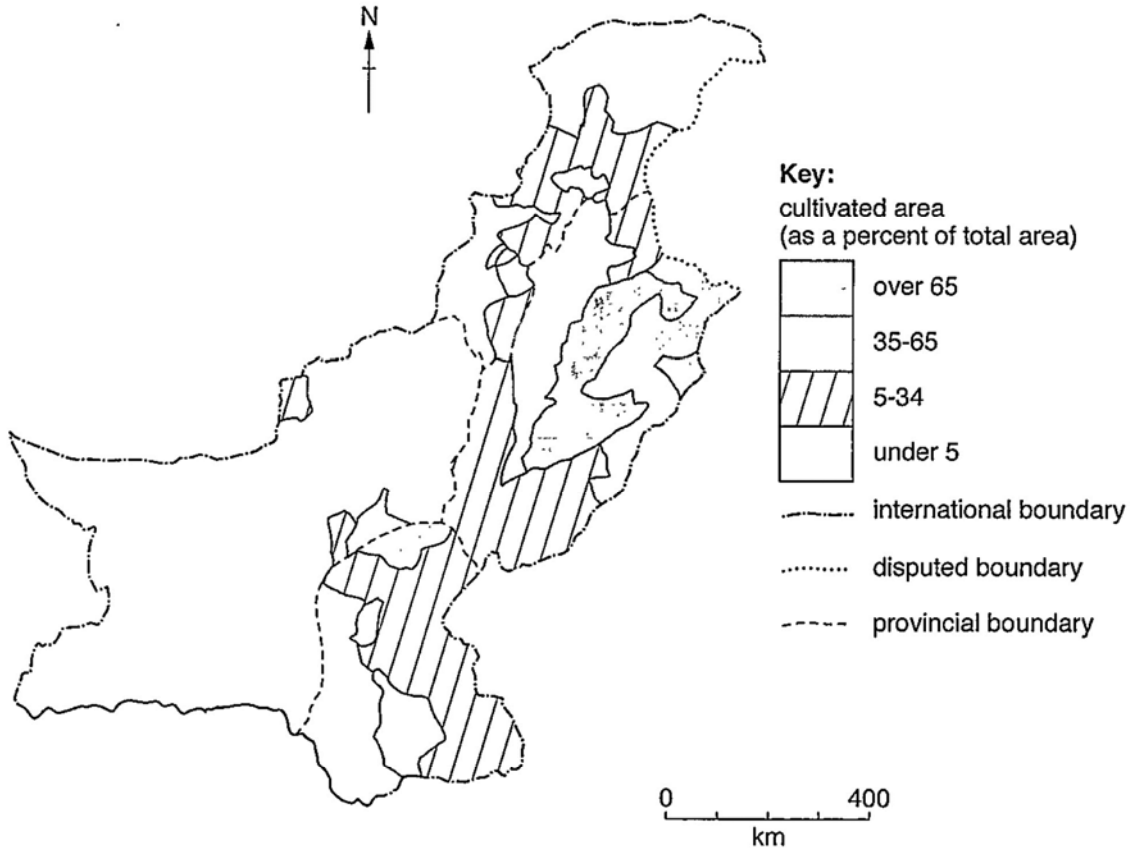 N
Key:
cultivated area
(as a percent of total area)
over 65
35-65
5-34
under 5
international boundary
disputed boundary
provincial boundary
0 400
km